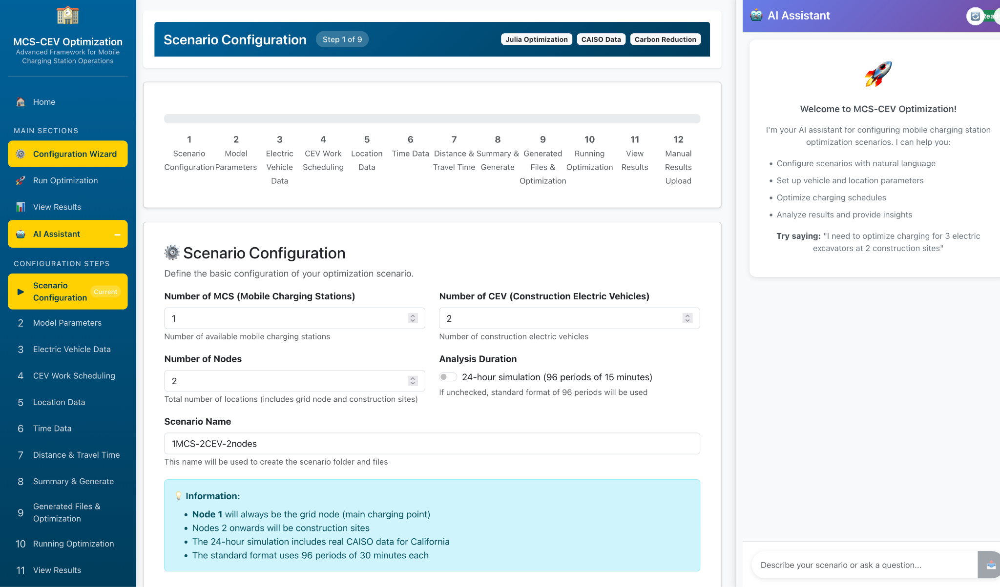 MCS-CEV Optimization
Advanced Framework for Mobile
Charging Station Operations
Home
MAIN SECTIONS
Configuration Wizard
Run Optimization
View Results
AI Assistant
CONFIGURATION STEPS
Scenario
Configuration
Current
2 Model Parameters
3 Electric Vehicle Data
4 CEV Work Scheduling
5 Location Data
6 Time Data
7 Distance & Travel Time
8 Summary & Generate
9 Generated Files &
Optimization
10 Running Optimization
11 View Results
Scenario Configuration
Step 1 of 9
Julia Optimization
CAISO Data
Carbon Reduction
1
Scenario
Configuration
2
Model
Parameters
3
Electric
Vehicle
Data
4
CEV Work
Scheduling
5
Location
Data
6
Time Data
7
Distance &
Travel Time
8
Summary &
Generate
9
Generated
Files &
Optimization
10
Running
Optimization
11
View
Results
12
Manual
Results
Upload
Scenario Configuration
Define the basic configuration of your optimization scenario.
Number of MCS (Mobile Charging Stations)
1
Number of available mobile charging stations
Number of CEV (Construction Electric Vehicles)
2
Number of construction electric vehicles
Number of Nodes
2
Total number of locations (includes grid node and construction sites)
Analysis Duration
24-hour simulation (96 periods of 15 minutes)
If unchecked, standard format of 96 periods will be used
Scenario Name
1MCS-2CEV-2nodes
This name will be used to create the scenario folder and files
Information:
• Node 1 will always be the grid node (main charging point)
• Nodes 2 onwards will be construction sites
• The 24-hour simulation includes real CAISO data for California
• The standard format uses 96 periods of 30 minutes each
AI Assistant
Welcome to MCS-CEV Optimization!
I'm your AI assistant for configuring mobile charging station
optimization scenarios. I can help you:
• Configure scenarios with natural language
• Set up vehicle and location parameters
• Optimize charging schedules
• Analyze results and provide insights
Try saying: "I need to optimize charging for 3 electric
excavators at 2 construction sites"
Describe your scenario or ask a question...